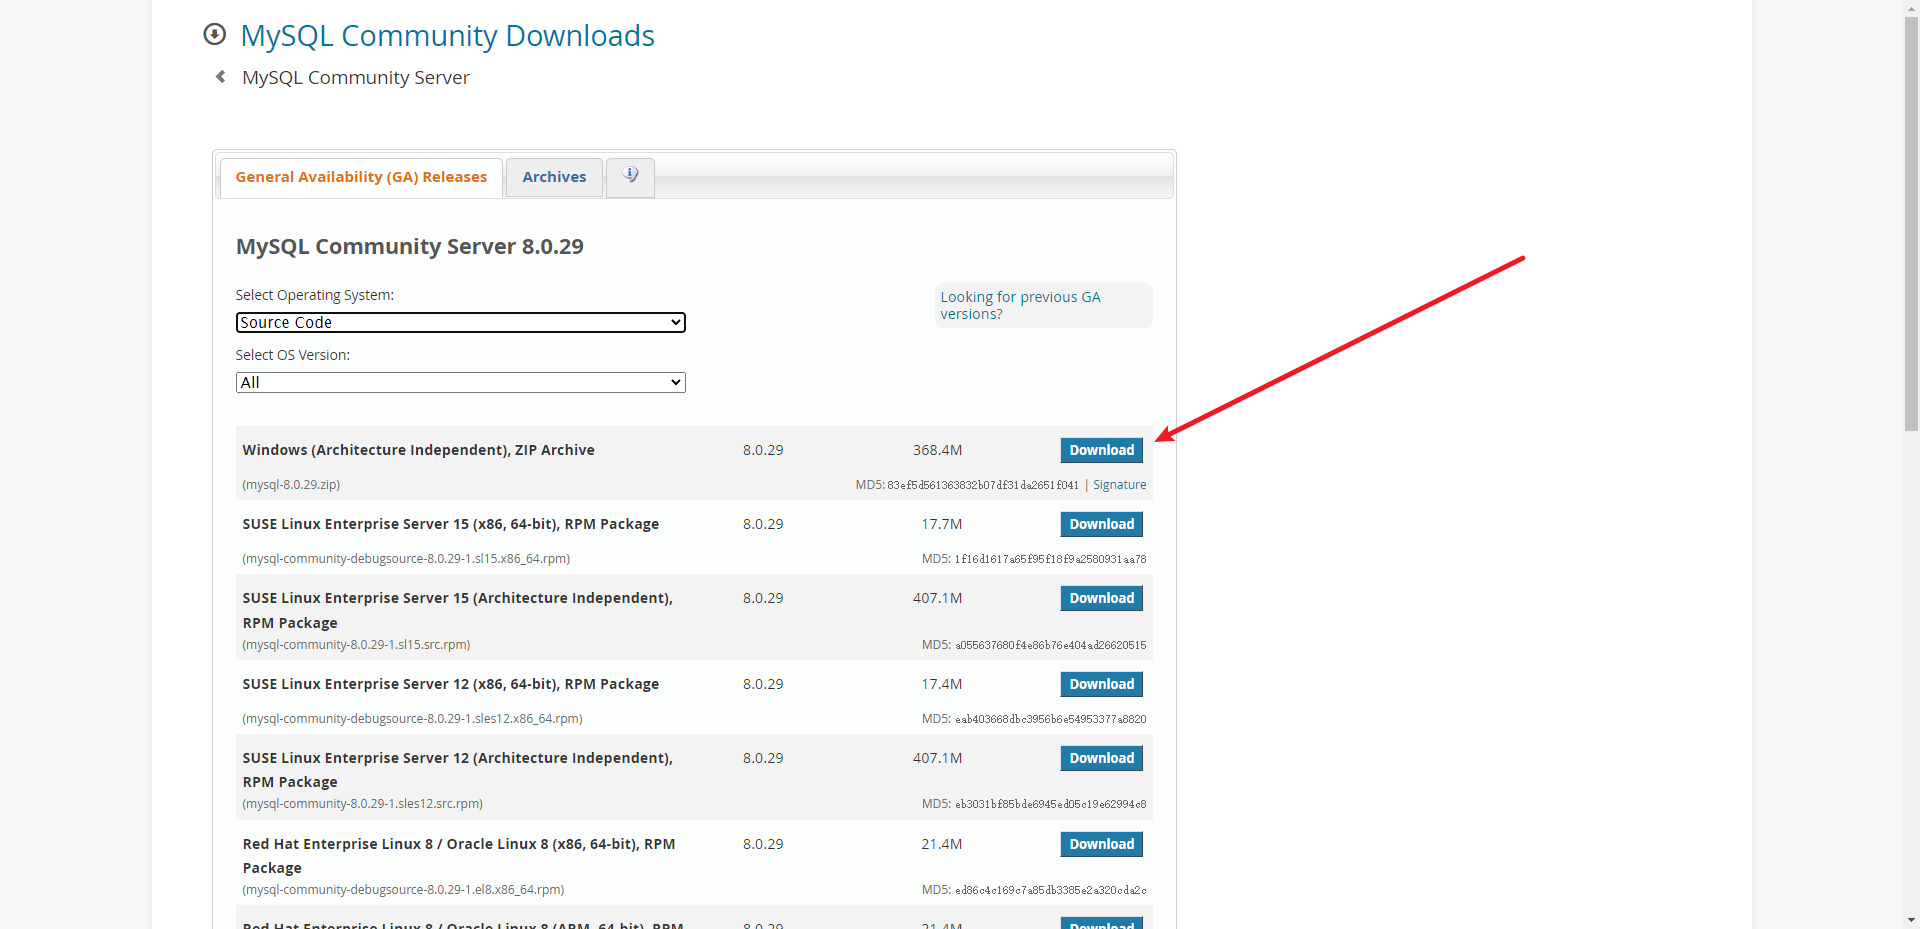 MySQL Community Downloads
MySQL Community Server
General Availability (GA) Releases
Archives
MySQL Community Server 8.0.29
Select Operating System:
Source Code
Looking for previous GA
versions?
Select OS Version:
All
Windows (Architecture Independent), ZIP Archive 8.0.29 368.4M Download
(mysql-8.0.29.zip) MD5: 83ef5d561363832b07df31da2651f041 | Signature
SUSE Linux Enterprise Server 15 (x86, 64-bit), RPM Package 8.0.29 17.7M Download
(mysql-community-debugsource-8.0.29-1.sl15.x86_64.rpm) MD5: 1f16d1617a65f95f18f9a2580931aa78
SUSE Linux Enterprise Server 15 (Architecture Independent), 8.0.29 407.1M Download
RPM Package
(mysql-community-8.0.29-1.sl15.src.rpm) MD5: a055637680f4e86b76e404ad26620515
SUSE Linux Enterprise Server 12 (x86, 64-bit), RPM Package 8.0.29 17.4M Download
(mysql-community-debugsource-8.0.29-1.sles12.x86_64.rpm) MD5: eab403668dbc3956b6e54953377a8820
SUSE Linux Enterprise Server 12 (Architecture Independent), 8.0.29 407.1M Download
RPM Package
(mysql-community-8.0.29-1.sles12.src.rpm) MD5: eb3031bf85bde6945ed05c19e62994c8
Red Hat Enterprise Linux 8 / Oracle Linux 8 (x86, 64-bit), RPM 8.0.29 21.4M Download
Package
(mysql-community-debugsource-8.0.29-1.el8.x86_64.rpm) MD5: ed86c4c169c7a85db3385e2a320cda2c
Red Hat Enterprise Linux 8 / Oracle Linux 8 (ARM, 64-bit), RPM 8.0.29 21.4M Download